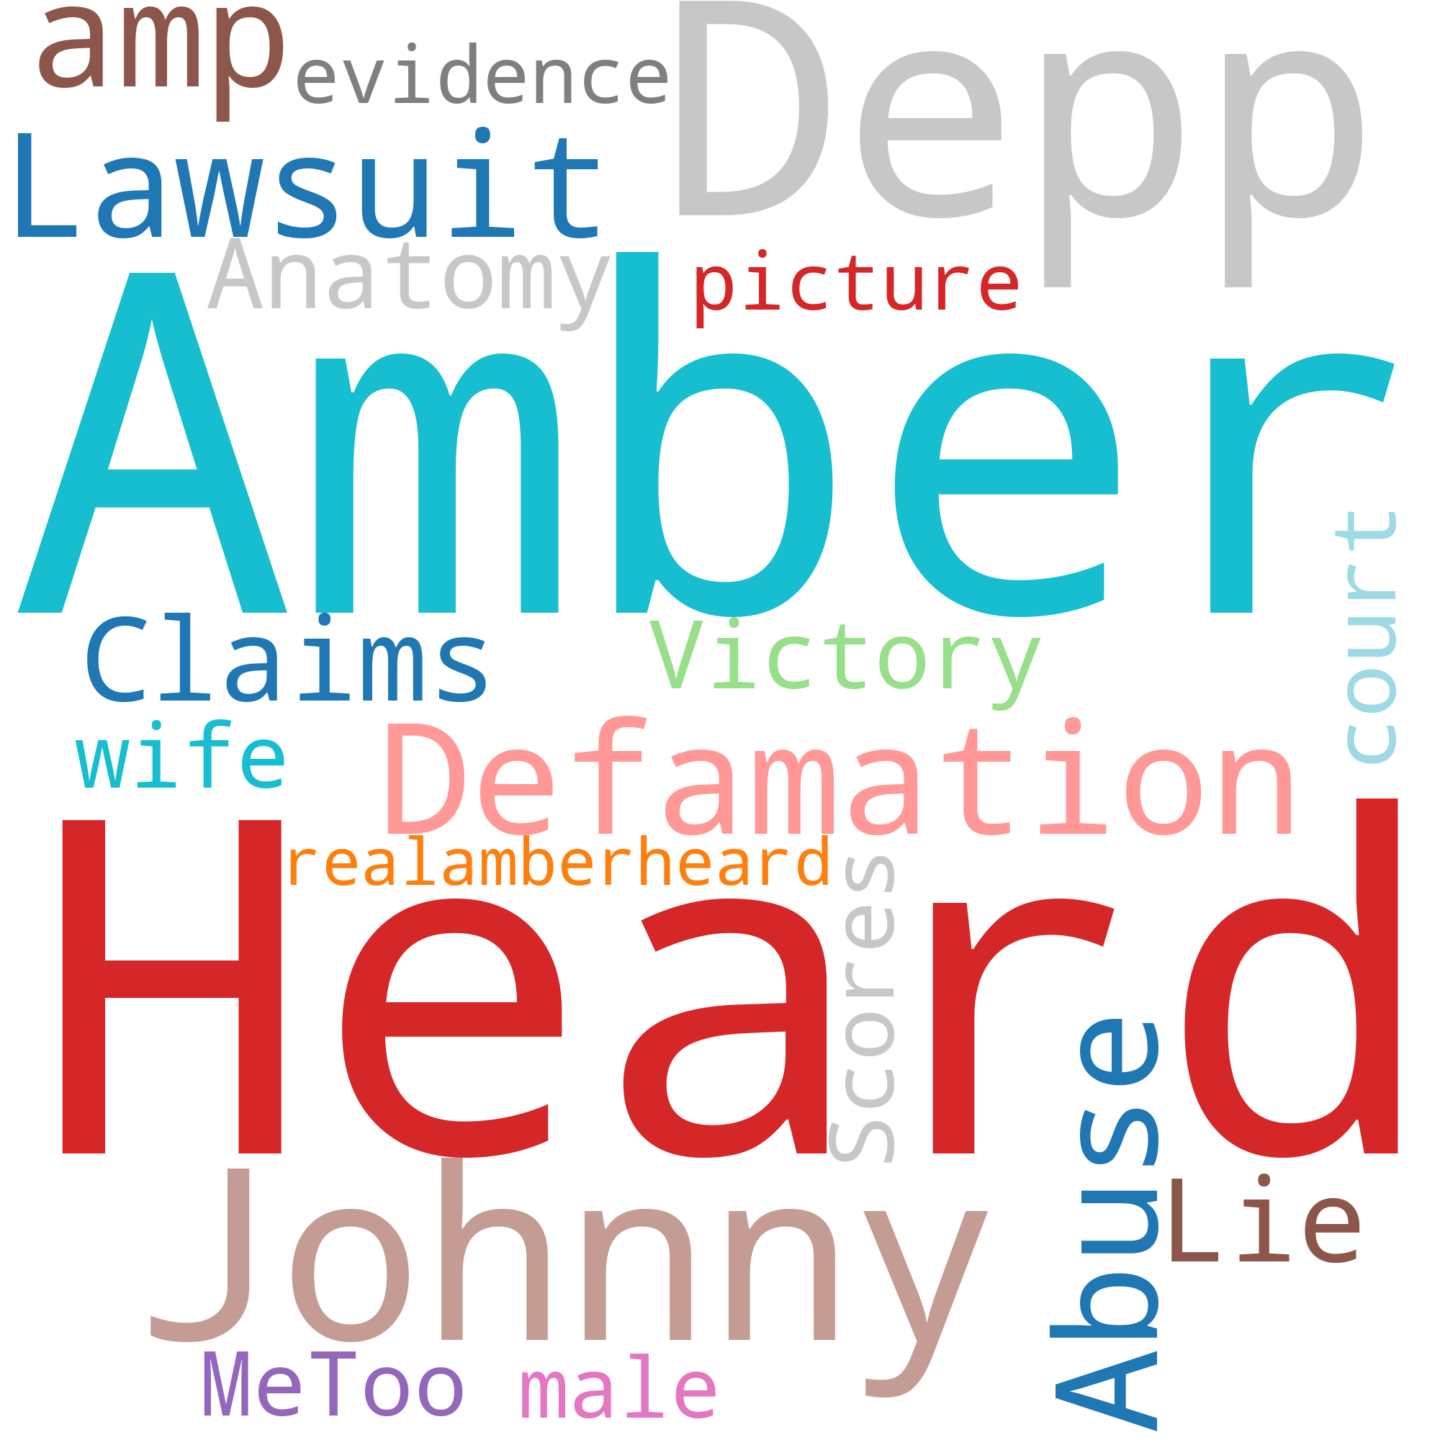 amp
evidence
Depp
Lawsuit
Anatomy
picture
Amber
court
Claims
Victory
wife
Defamation
realamberheard
Scores
Heard
Abuse
Lie
Johnny
MeToo
male